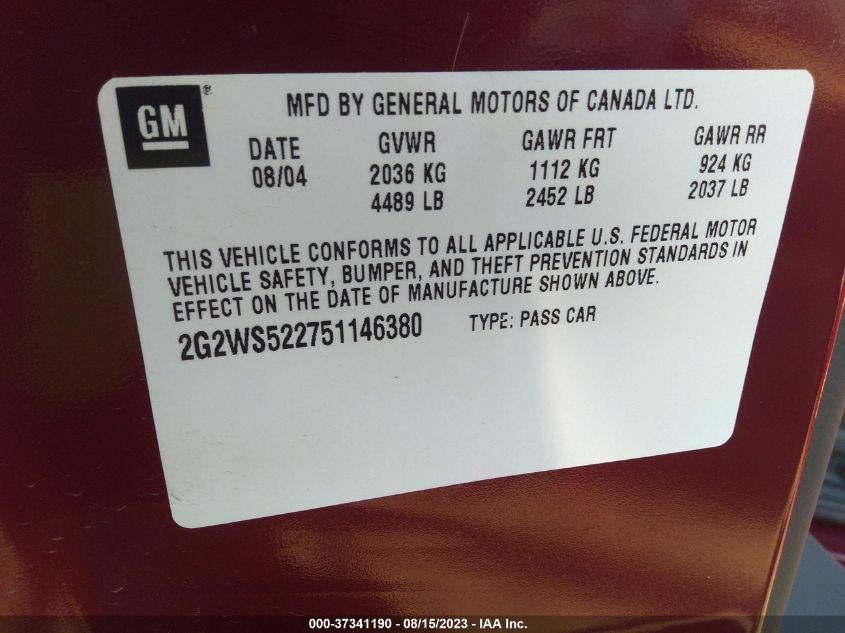 GM®
MFD BY GENERAL MOTORS OF CANADA LTD.
DATE GVWR GAWR FRT GAWR RR
08/04 2036 KG 1112 KG 924 KG
4489 LB 2452 LB 2037 LB
THIS VEHICLE CONFORMS TO ALL APPLICABLE U.S. FEDERAL MOTOR
VEHICLE SAFETY, BUMPER, AND THEFT PREVENTION STANDARDS IN
EFFECT ON THE DATE OF MANUFACTURE SHOWN ABOVE.
2G2WS522751146380 TYPE: PASS CAR
000-37341190 - 08/15/2023 - IAA Inc.